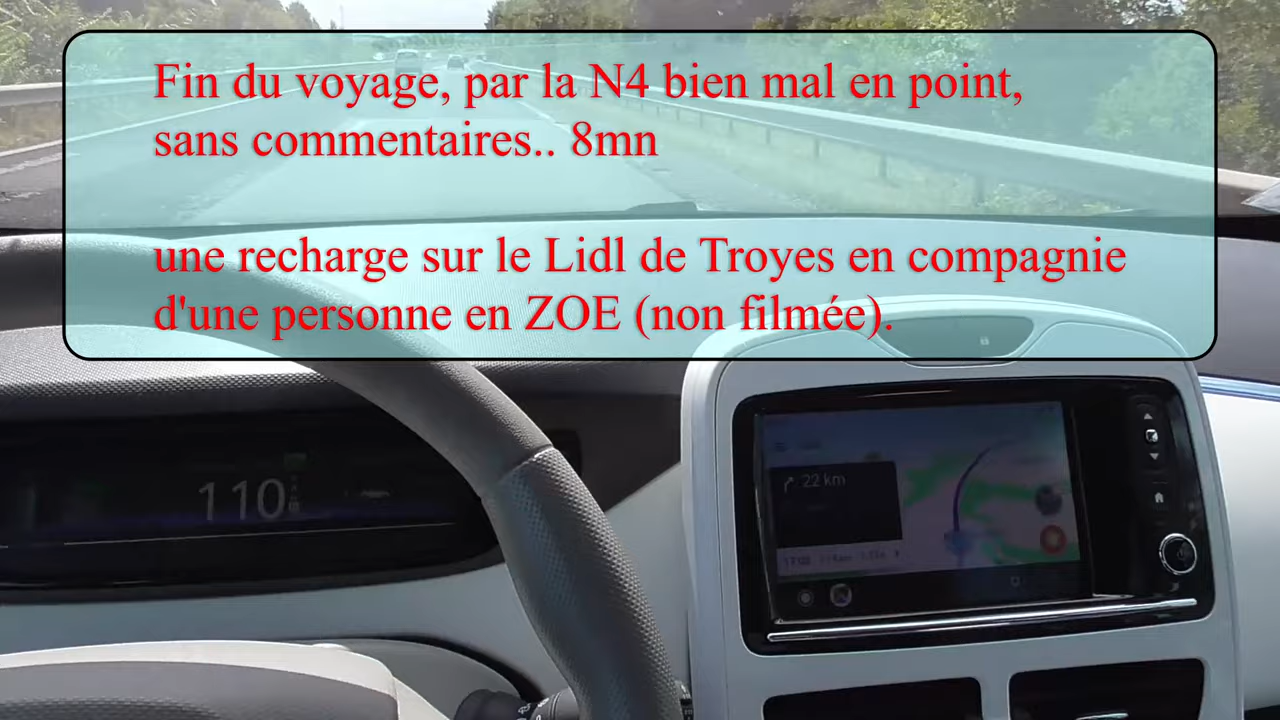 Fin du voyage, par la N4 bien mal en point,
sans commentaires.. 8mn
une recharge sur le Lidl de Troyes en compagnie
d'une personne en ZOE (non filmée).
110
22 km